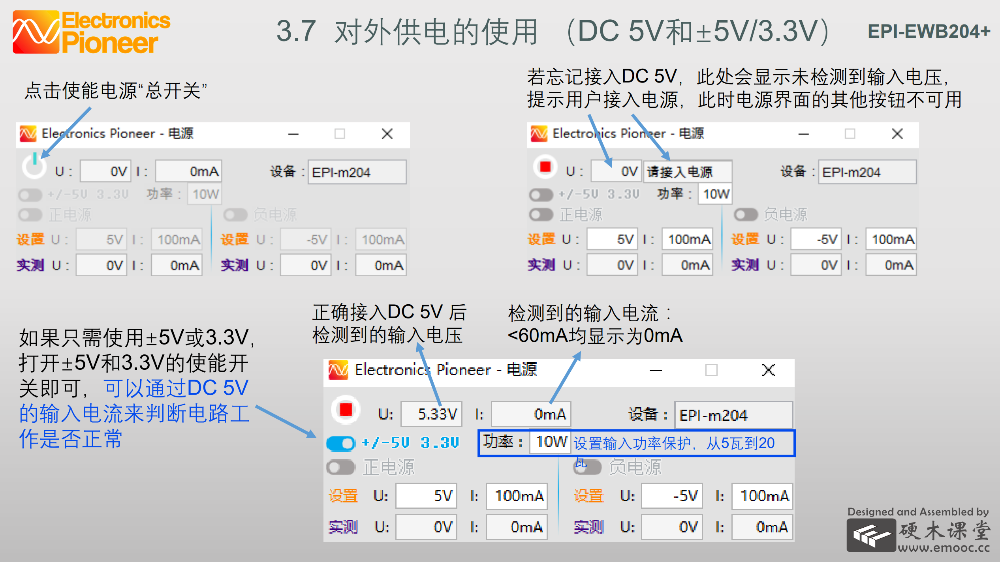 Electronics
Pioneer
3.7 对外供电的使用 （DC 5V和±5V/3.3V）
EPI-EWB204+
点击使能电源“总开关”
若忘记接入DC 5V，此处会显示未检测到输入电压，
提示用户接入电源，此时电源界面的其他按钮不可用
Electronics Pioneer - 电源
U : 0V I : 0mA 设备 : EPI-m204
+/-5V 3.3V 功率 : 10W
正电源 负电源
设置 U : 5V I : 100mA 设置 U : -5V I : 100mA
实测 U : 0V I : 0mA 实测 U : 0V I : 0mA
Electronics Pioneer - 电源
U : 0V 请接入电源 设备 : EPI-m204
+/-5V 3.3V 功率 : 10W
正电源 负电源
设置 U : 5V I : 100mA 设置 U : -5V I : 100mA
实测 U : 0V I : 0mA 实测 U : 0V I : 0mA
如果只需使用±5V或3.3V，
打开±5V和3.3V的使能开
关即可，可以通过DC 5V
的输入电流来判断电路工
作是否正常
正确接入DC 5V 后
检测到的输入电压
检测到的输入电流：
<60mA均显示为0mA
Electronics Pioneer - 电源
U: 5.33V I: 0mA 设备 : EPI-m204
+/-5V 3.3V 功率 : 10W 设置输入功率保护，从5瓦到20
瓦
正电源 负电源
设置 U: 5V I: 100mA 设置 U: -5V I: 100mA
实测 U: 0V I: 0mA 实测 U: 0V I: 0mA
Designed and Assembled by
硬木课堂
www.emooc.cc